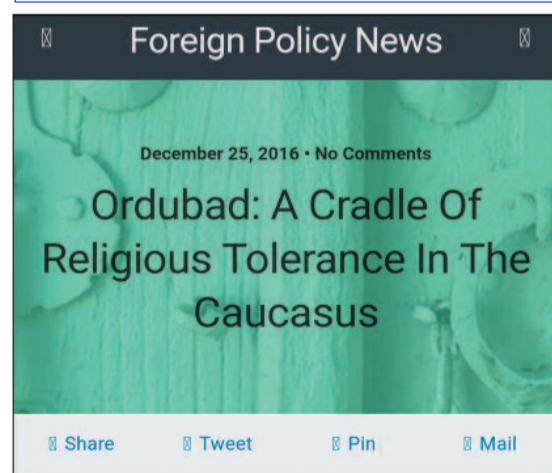 Foreign Policy News
December 25, 2016 • No Comments
Ordubad: A Cradle Of
Religious Tolerance In The
Caucasus
Share Tweet Pin Mail